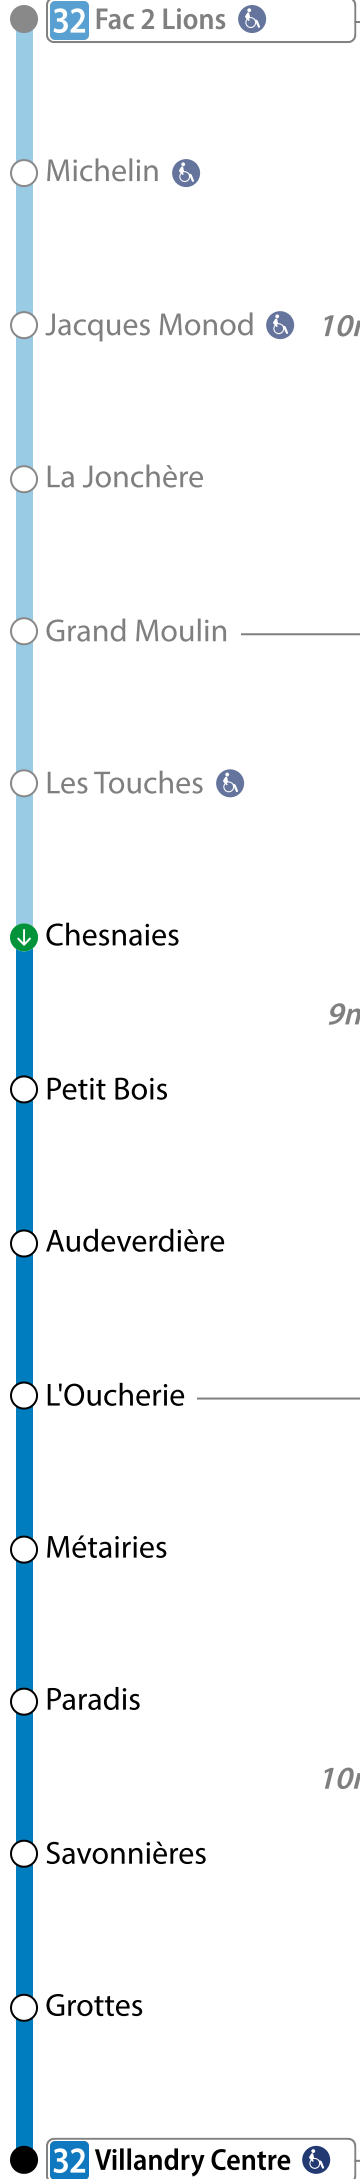 32 Fac 2 Lions
Michelin
Jacques Monod
La Jonchère
Grand Moulin
Les Touches
Chesnaies
Petit Bois
Audeverdière
L'Oucherie
Métairies
Paradis
Savonnières
Grottes
32 Villandry Centre